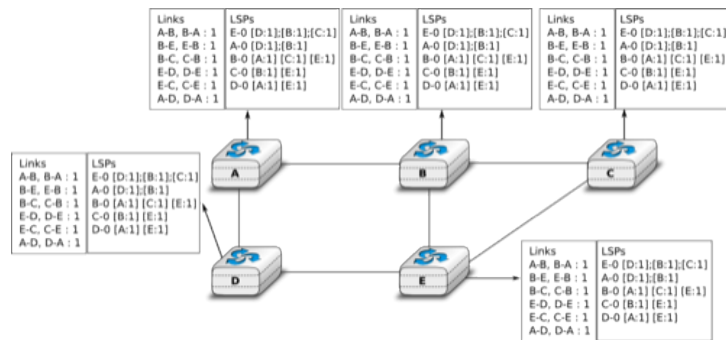 Links LSPs
A-B, B-A : 1 E-0 [D:1];[B:1];[C:1]
B-E, E-B : 1 A-0 [D:1];[B:1]
B-C, C-B : 1 B-0 [A:1] [C:1] [E:1]
E-D, D-E : 1 C-0 [B:1] [E:1]
E-C, C-E : 1 D-0 [A:1] [E:1]
A-D, D-A : 1
Links LSPs
A-B, B-A : 1 E-0 [D:1];[B:1];[C:1]
B-E, E-B : 1 A-0 [D:1];[B:1]
B-C, C-B : 1 B-0 [A:1] [C:1] [E:1]
E-D, D-E : 1 C-0 [B:1] [E:1]
E-C, C-E : 1 D-0 [A:1] [E:1]
A-D, D-A : 1
Links LSPs
A-B, B-A : 1 E-0 [D:1];[B:1];[C:1]
B-E, E-B : 1 A-0 [D:1];[B:1]
B-C, C-B : 1 B-0 [A:1] [C:1] [E:1]
E-D, D-E : 1 C-0 [B:1] [E:1]
E-C, C-E : 1 D-0 [A:1] [E:1]
A-D, D-A : 1
A
B
C
Links LSPs
A-B, B-A : 1 E-0 [D:1];[B:1];[C:1]
B-E, E-B : 1 A-0 [D:1];[B:1]
B-C, C-B : 1 B-0 [A:1] [C:1] [E:1]
E-D, D-E : 1 C-0 [B:1] [E:1]
E-C, C-E : 1 D-0 [A:1] [E:1]
A-D, D-A : 1
D
E
Links LSPs
A-B, B-A : 1 E-0 [D:1];[B:1];[C:1]
B-E, E-B : 1 A-0 [D:1];[B:1]
B-C, C-B : 1 B-0 [A:1] [C:1] [E:1]
E-D, D-E : 1 C-0 [B:1] [E:1]
E-C, C-E : 1 D-0 [A:1] [E:1]
A-D, D-A : 1